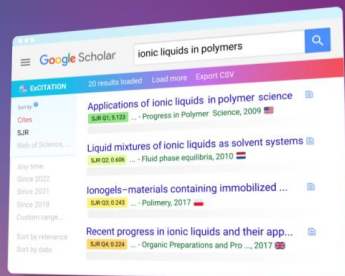 Google Scholar
ionic liquids in polymers
EXCITATION
20 results loaded Load more Export CSV
Sort by
Cites
SJR
Web of Science, ...
Any time
Since 2022
Since 2021
Since 2018
Custom range...
Sort by relevance
Sort by date
Applications of ionic liquids in polymer science
SJR Q1, 5.123 ... - Progress in Polymer Science, 2009
Liquid mixtures of ionic liquids as solvent systems
SJR Q2, 0.606 ... - Fluid phase equilibria, 2010
Ionogels–materials containing immobilized ...
SJR Q3, 0.243 ... - Polimery, 2017
Recent progress in ionic liquids and their app...
SJR Q4, 0.224 ... - Organic Preparations and Pro ..., 2017